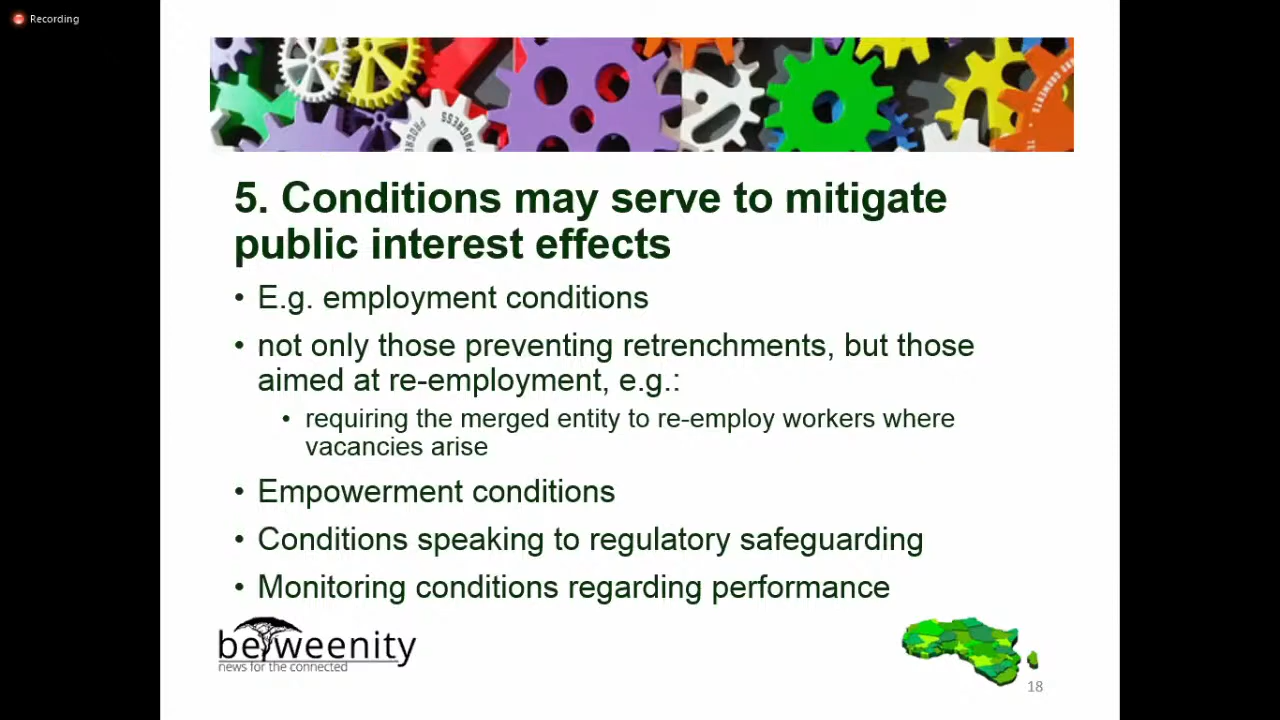 Recording
PROGRESS
5. Conditions may serve to mitigate
public interest effects
• E.g. employment conditions
• not only those preventing retrenchments, but those
aimed at re-employment, e.g.:
• requiring the merged entity to re-employ workers where
vacancies arise
• Empowerment conditions
• Conditions speaking to regulatory safeguarding
• Monitoring conditions regarding performance
betweenity
news for the connected
18